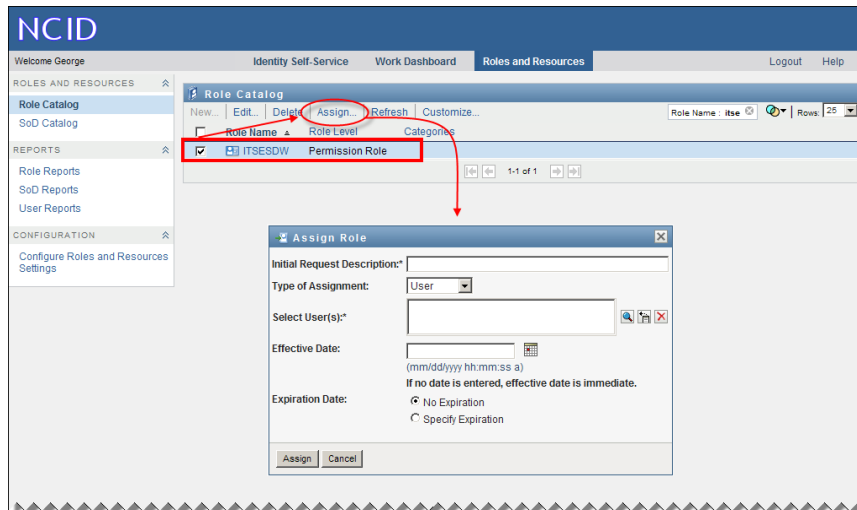 NCID
Welcome George
Identity Self-Service Work Dashboard Roles and Resources Logout Help
ROLES AND RESOURCES
Role Catalog
SoD Catalog
REPORTS
Role Reports
SoD Reports
User Reports
CONFIGURATION
Configure Roles and Resources
Settings
Role Catalog
New... Edit... Delete Assign... Refresh Customize... Role Name : itse Rows: 25
Role Name Role Level Categories
ITSESDW Permission Role
1-1 of 1
Assign Role
Initial Request Description:*
Type of Assignment: User
Select User(s):*
Effective Date:
(mm/dd/yyyy hh:mm:ss a)
If no date is entered, effective date is immediate.
Expiration Date: No Expiration
Specify Expiration
Assign Cancel